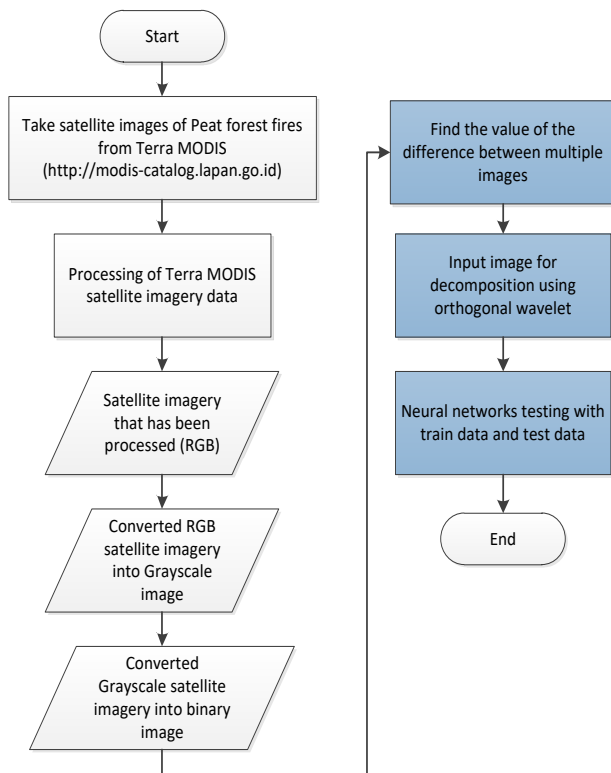 Start
Take satellite images of Peat forest fires
from Terra MODIS
(http://modis-catalog.lapan.go.id)
Processing of Terra MODIS
satellite imagery data
Satellite imagery
that has been
processed (RGB)
Converted RGB
satellite imagery
into Grayscale
image
Converted
Grayscale satellite
imagery into binary
image
Find the value of the
difference between multiple
images
Input image for
decomposition using
orthogonal wavelet
Neural networks testing with
train data and test data
End